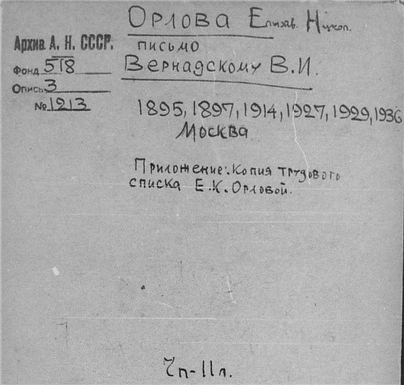 Орлова Елизав. Никол.
письмо
Вернадскому В.И.
Архив А. Н. СССР.
Фонд 518
Опись 3
№ 1213
1895, 1897, 1914, 1927, 1929, 1936
Москва
Приложение: копия трудового
списка Е.К. Орловой.
7п-11л.